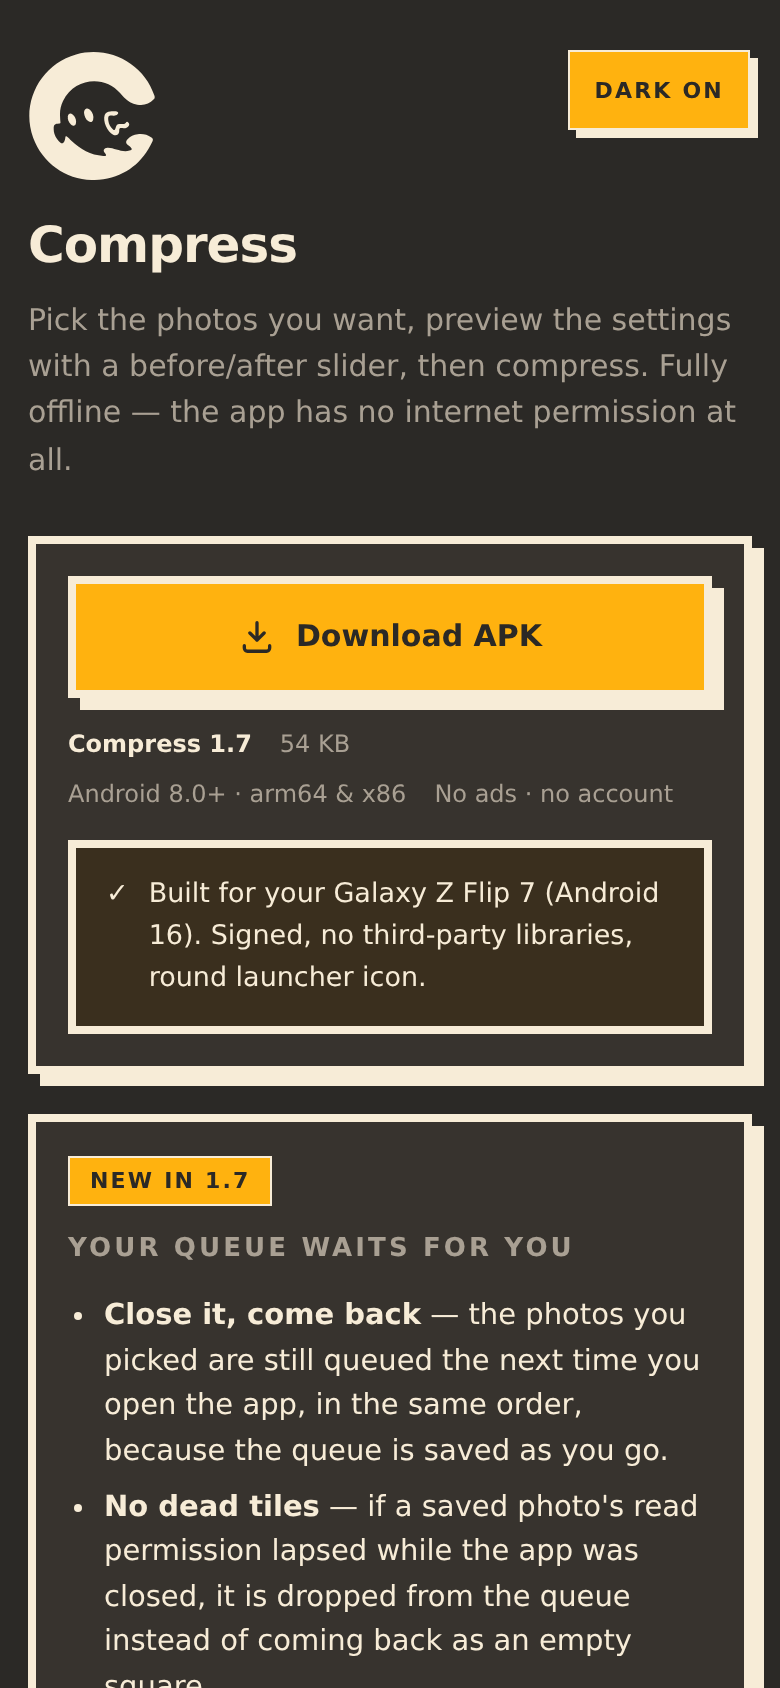 DARK ON
Compress
Pick the photos you want, preview the settings
with a before/after slider, then compress. Fully
offline — the app has no internet permission at
all.
Download APK
Compress 1.7 54 KB
Android 8.0+ · arm64 & x86 No ads · no account
✓ Built for your Galaxy Z Flip 7 (Android
16). Signed, no third-party libraries,
round launcher icon.
NEW IN 1.7
YOUR QUEUE WAITS FOR YOU
• Close it, come back — the photos you
picked are still queued the next time you
open the app, in the same order,
because the queue is saved as you go.
• No dead tiles — if a saved photo's read
permission lapsed while the app was
closed, it is dropped from the queue
instead of coming back as an empty
square.